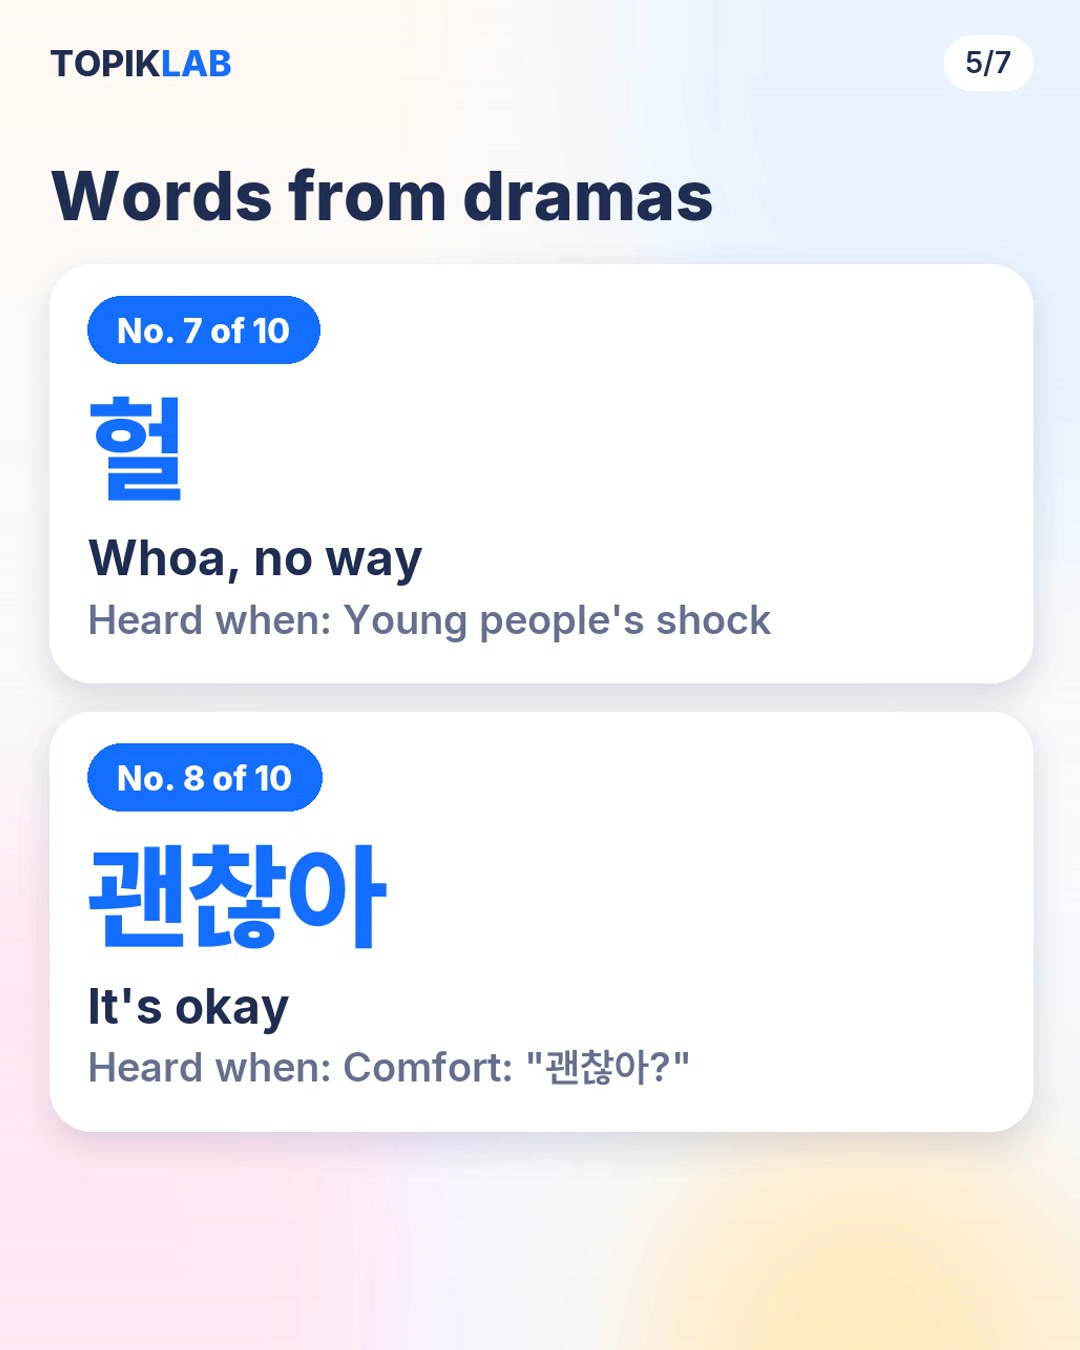 TOPIKLAB
5/7
Words from dramas
No. 7 of 10
헐
Whoa, no way
Heard when: Young people's shock
No. 8 of 10
괜찮아
It's okay
Heard when: Comfort: "괜찮아?"